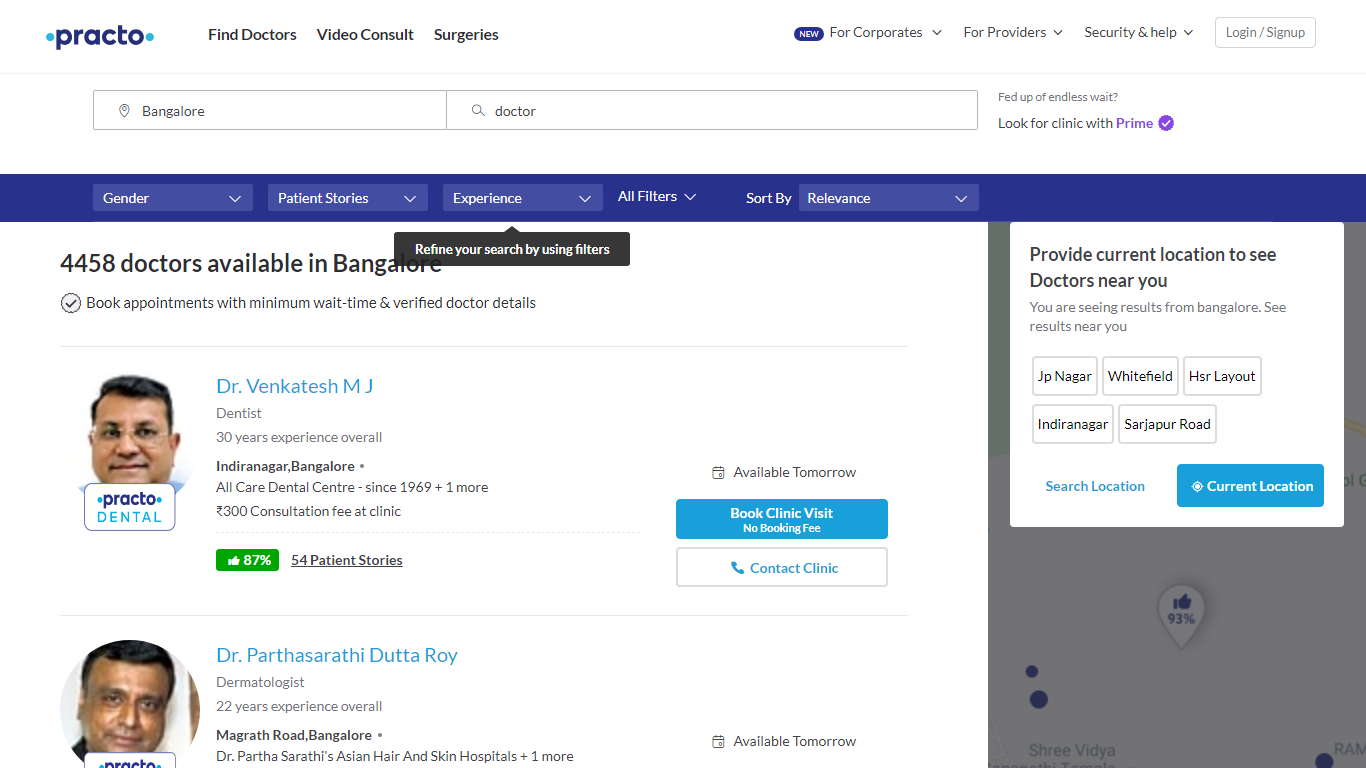 practo
Find Doctors
Video Consult
Surgeries
NEW For Corporates
For Providers
Security & help
Login / Signup
Bangalore
doctor
Fed up of endless wait?
Look for clinic with Prime
Gender
Patient Stories
Experience
All Filters
Sort By
Relevance
Refine your search by using filters
4458 doctors available in Bangalore
Book appointments with minimum wait-time & verified doctor details
Dr. Venkatesh M J
Dentist
30 years experience overall
Indiranagar,Bangalore •
All Care Dental Centre - since 1969 + 1 more
₹300 Consultation fee at clinic
87%
54 Patient Stories
practo
DENTAL
Available Tomorrow
Book Clinic Visit
No Booking Fee
Contact Clinic
Dr. Parthasarathi Dutta Roy
Dermatologist
22 years experience overall
Magrath Road,Bangalore •
Dr. Partha Sarathi's Asian Hair And Skin Hospitals + 1 more
practo
Available Tomorrow
Provide current location to see
Doctors near you
You are seeing results from bangalore. See
results near you
Jp Nagar
Whitefield
Hsr Layout
Indiranagar
Sarjapur Road
Search Location
Current Location
93%
Shree Vidya